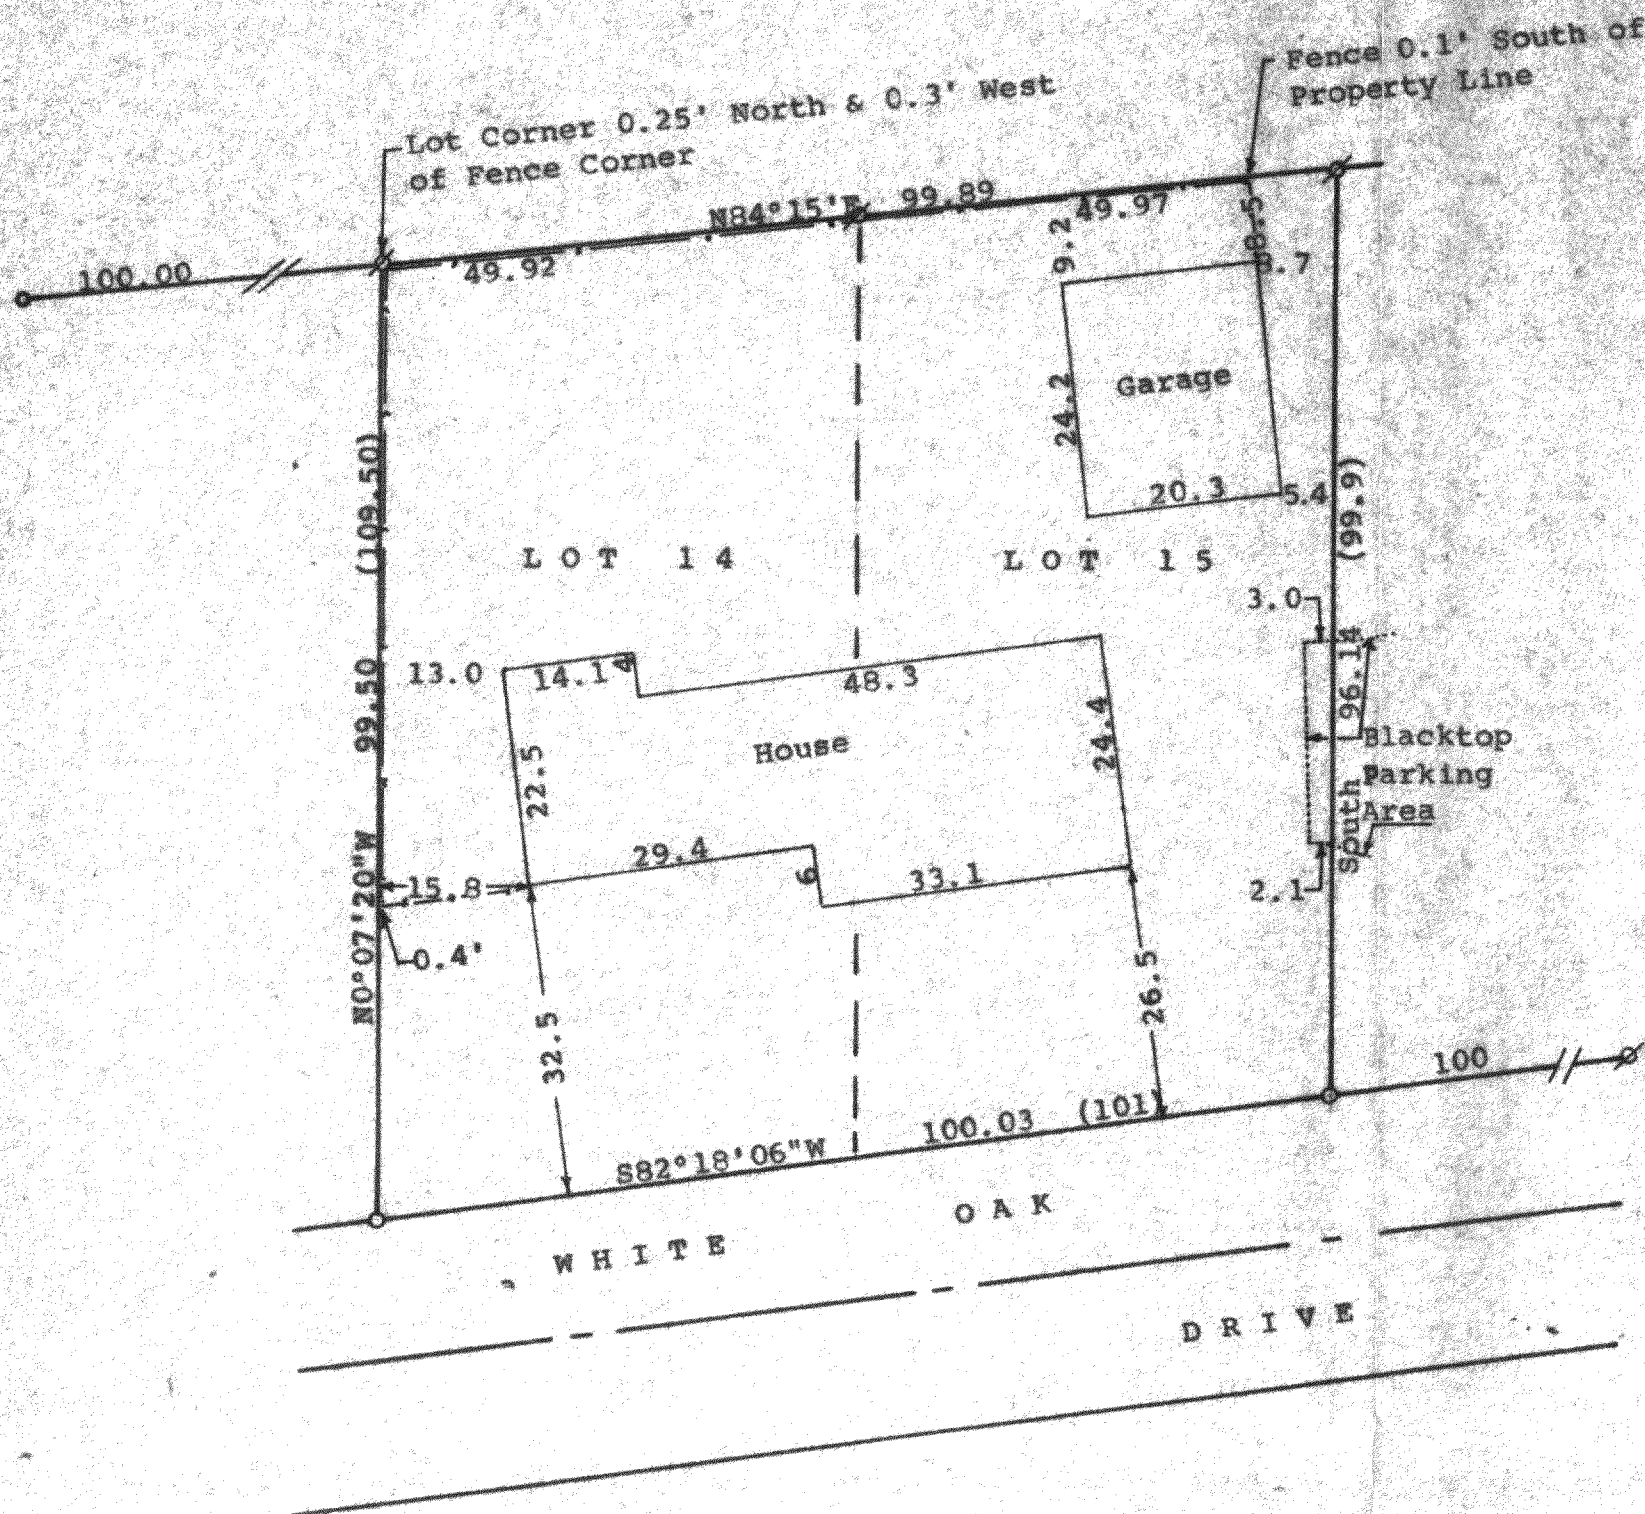 Fence 0.1' South of
Property Line
Lot Corner 0.25' North & 0.3' West
of Fence Corner
N84°15'E 99.89
100.00
49.92
49.97
9.2
8.5
8.7
24.2
Garage
20.3
5.4
(109.50)
(99.9)
LOT 14
LOT 15
3.0
13.0
14.1
4
48.3
99.50
96.14
House
22.5
24.4
Blacktop
Parking
Area
South
29.4
6
33.1
15.8
2.1
N0°07'20"W
0.4'
32.5
26.5
100
S82°18'06"W 100.03 (101)
WHITE OAK
DRIVE